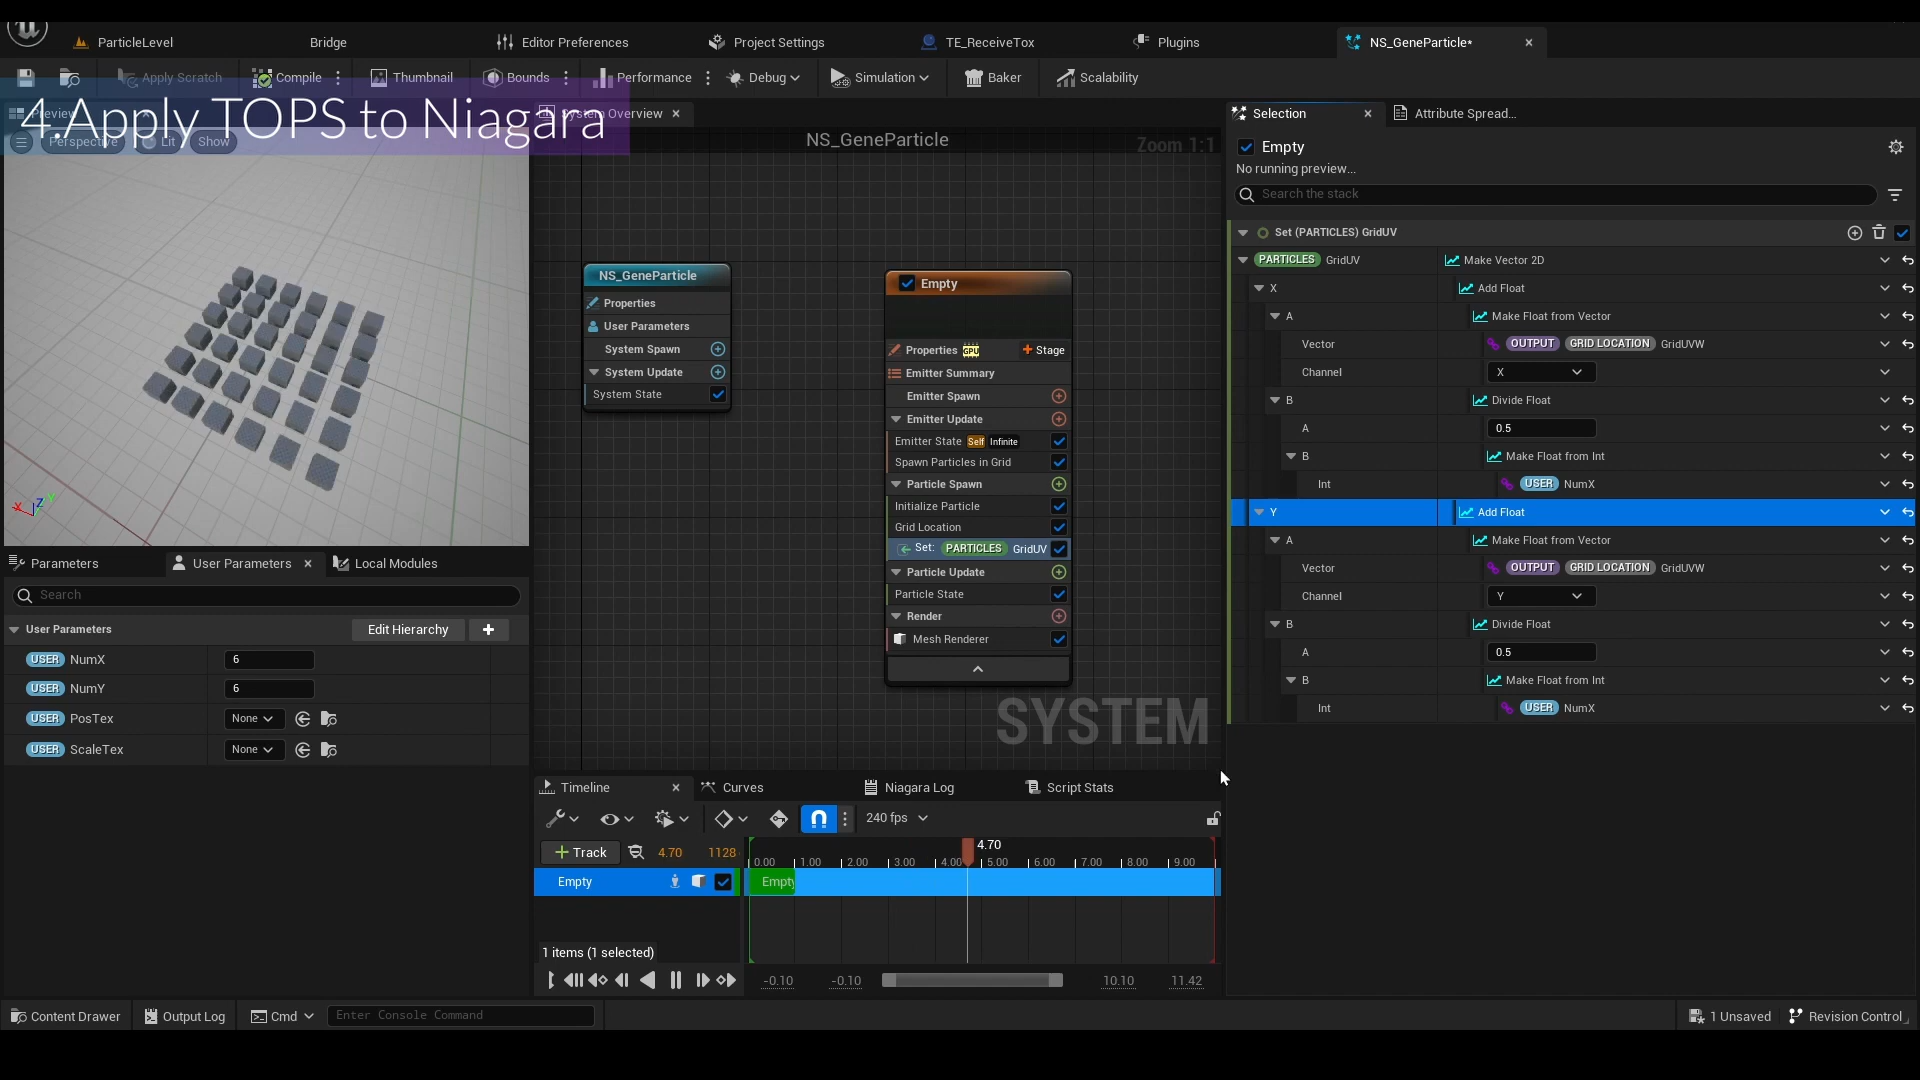 ParticleLevel
Bridge
Editor Preferences
Project Settings
TE_ReceiveTox
Plugins
NS_GeneParticle*
Apply Scratch
Compile
Thumbnail
Bounds
Performance
Debug
Simulation
Baker
Scalability
4.Apply TOPS to Niagara
Preview
System Overview
Perspective
Lit
Show
NS_GeneParticle
Zoom 1:1
NS_GeneParticle
Properties
User Parameters
System Spawn
System Update
System State
Empty
Properties GPU
Stage
Emitter Summary
Emitter Spawn
Emitter Update
Emitter State Self Infinite
Spawn Particles in Grid
Particle Spawn
Initialize Particle
Grid Location
Set: PARTICLES GridUV
Particle Update
Particle State
Render
Mesh Renderer
SYSTEM
X Z Y
Parameters
User Parameters
Local Modules
Search
User Parameters
Edit Hierarchy
USER NumX 6
USER NumY 6
USER PosTex None
USER ScaleTex None
Timeline
Curves
Niagara Log
Script Stats
240 fps
Track
4.70 1128
4.70
0.00 1.00 2.00 3.00 4.00 5.00 6.00 7.00 8.00 9.00
Empty
Empty
1 items (1 selected)
-0.10 -0.10 10.10 11.42
Selection
Attribute Spread...
Empty
No running preview...
Search the stack
Set (PARTICLES) GridUV
PARTICLES GridUV Make Vector 2D
X Add Float
A Make Float from Vector
Vector OUTPUT GRID LOCATION GridUVW
Channel X
B Divide Float
A 0.5
B Make Float from Int
Int USER NumX
Y Add Float
A Make Float from Vector
Vector OUTPUT GRID LOCATION GridUVW
Channel Y
B Divide Float
A 0.5
B Make Float from Int
Int USER NumX
Content Drawer
Output Log
Cmd
Enter Console Command
1 Unsaved
Revision Control